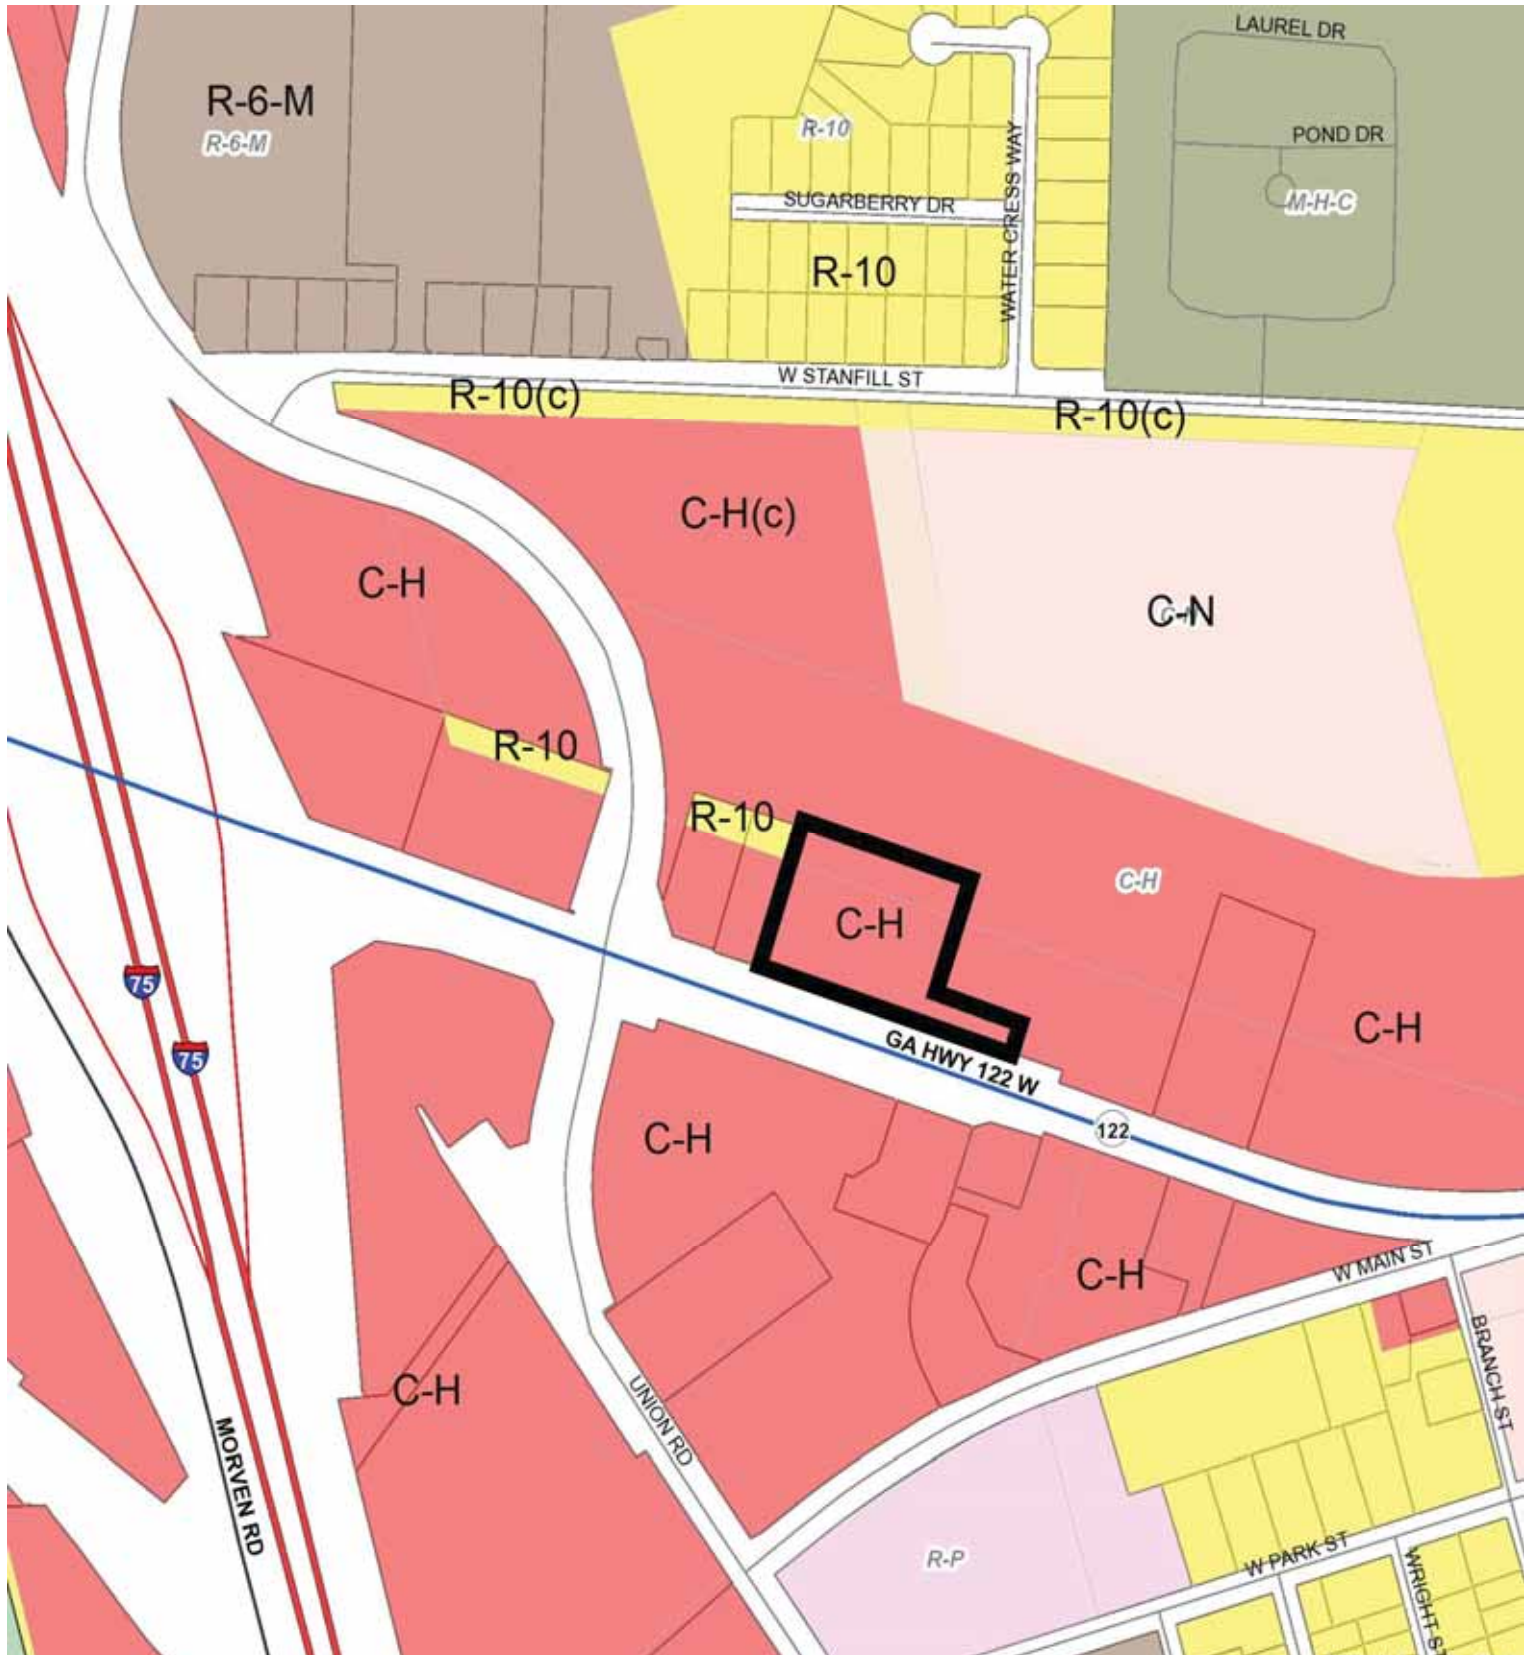 LAUREL DR
R-6-M
R-6-M
R-10
POND DR
M-H-C
SUGARBERRY DR
WATER CRESS WAY
R-10
W STANFILL ST
R-10(c)
R-10(c)
C-H(c)
C-H
C-N
R-10
R-10
C-H
C-H
75
C-H
75
GA HWY 122 W
122
C-H
C-H
W MAIN ST
BRANCH ST
C-H
UNION RD
MORVEN RD
R-P
W PARK ST
WRIGHT ST